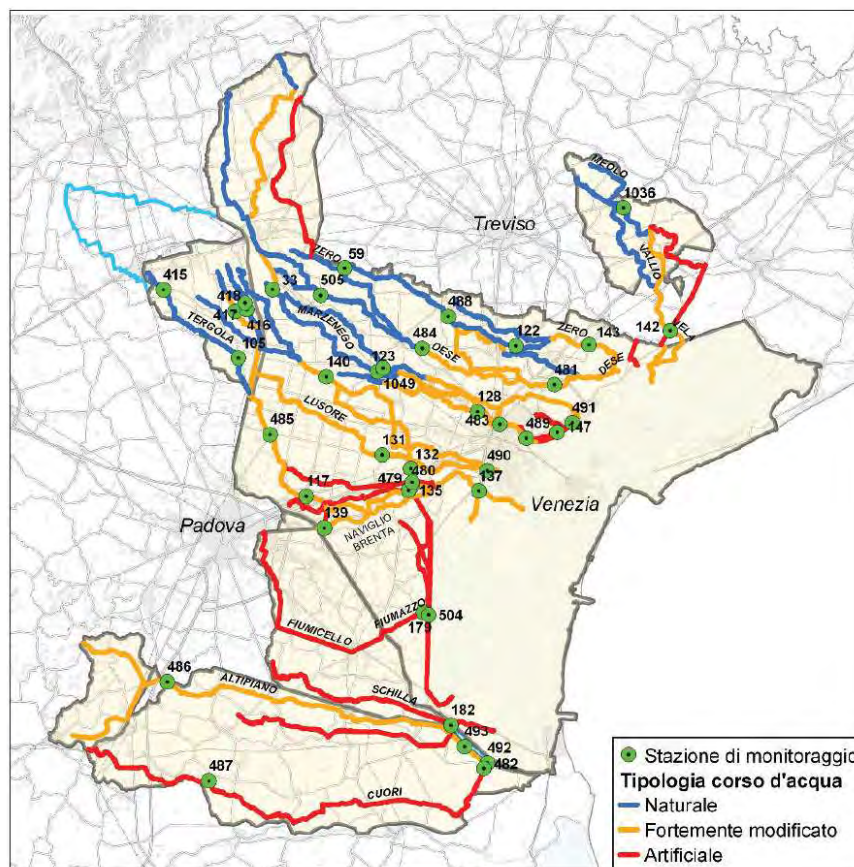 MEOLO
1036
Treviso
VALLIO
ZERO
59
415
33
505
418
MARZENEGO
488
417
416
TERGOLA
484
122
ZERO
143
142
VELA
105
DESE
DESE
140
123
481
1049
128
LUSORE
491
483
489
147
485
131
132
490
480
479
137
117
135
Venezia
139
Padova
NAVIGLIO
BRENTA
FIUMAZZO
504
179
FIUMICELLO
486
ALTIPIANO
SCHILLA
182
493
492
482
487
CUORI
Stazione di monitoraggio
Tipologia corso d'acqua
Naturale
Fortemente modificato
Artificiale